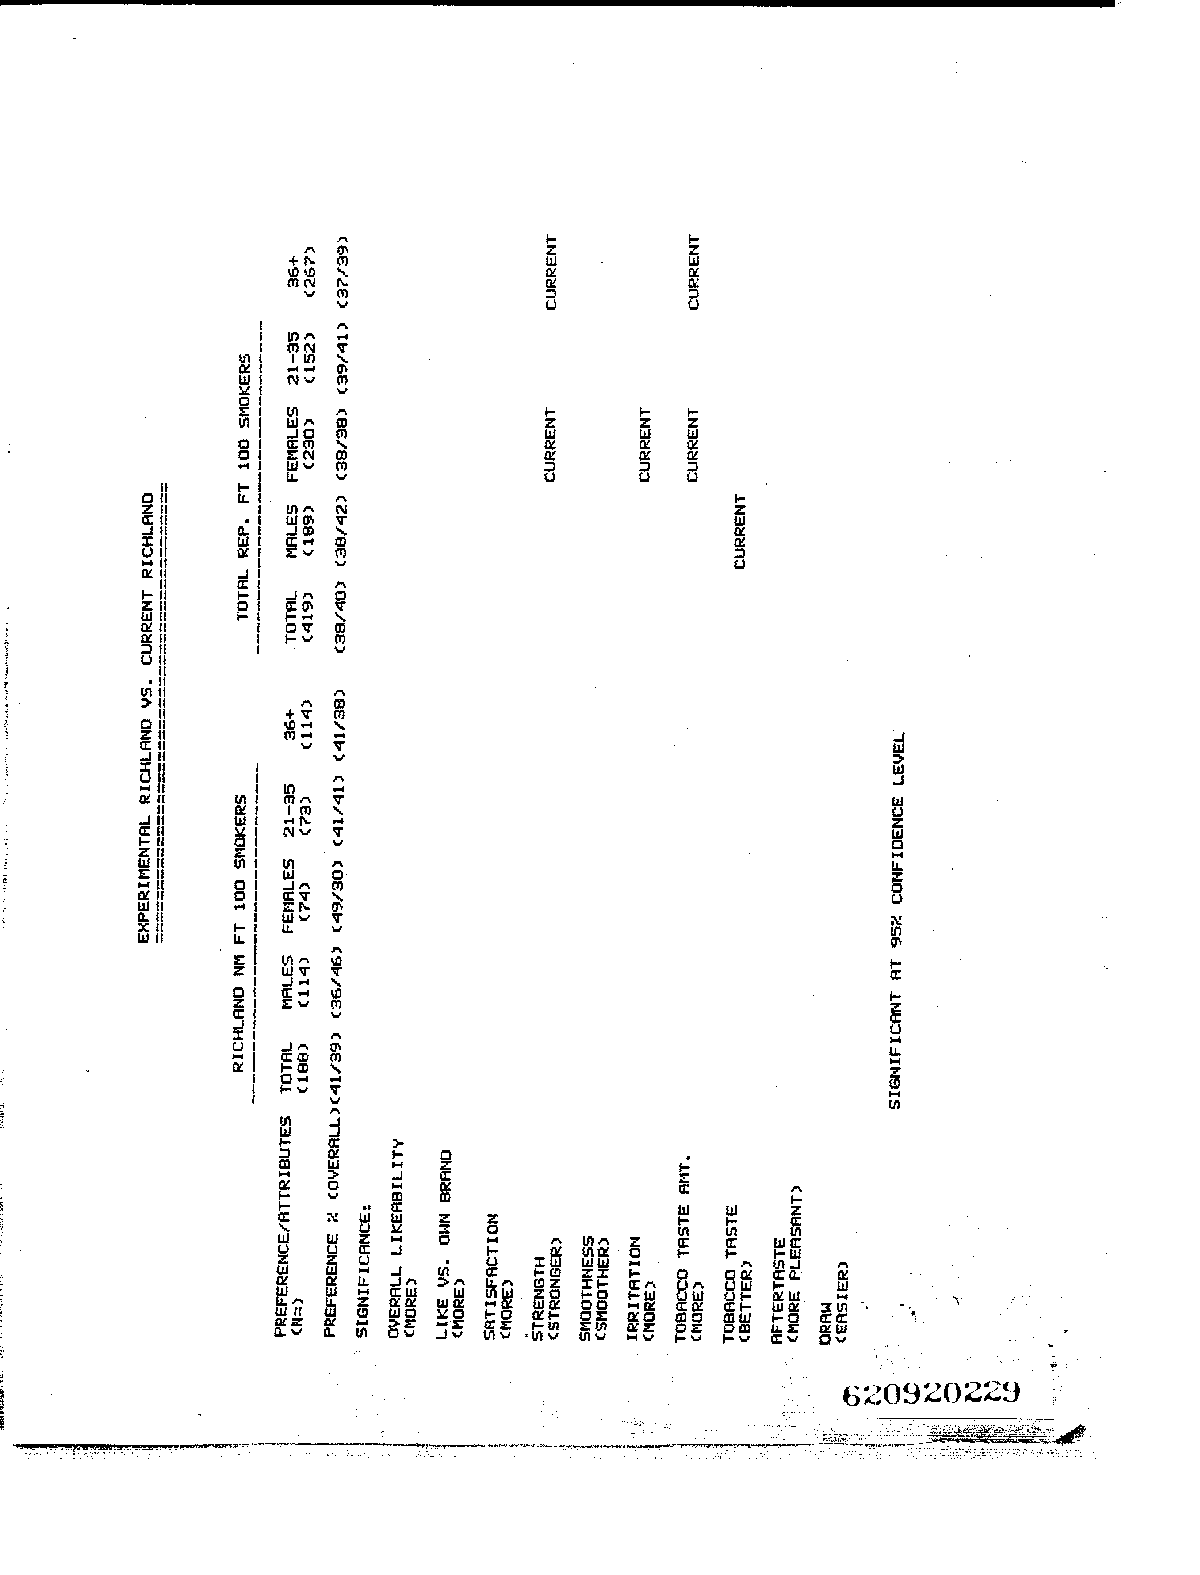 EXPERIMENTAL RICHLAND VS. CURRENT RICHLAND
RICHLAND NM FT 100 SMOKERS TOTAL REP. FT 100 SMOKERS
PREFERENCE/ATTRIBUTES TOTAL MALES FEMALES 21-35 36+ TOTAL MALES FEMALES 21-35 36+
(N=) (188) (114) (74) (73) (114) (419) (189) (230) (152) (267)
PREFERENCE % (OVERALL)(41/39) (36/46) (49/30) (41/41) (41/38) (38/40) (38/42) (38/38) (39/41) (37/39)
SIGNIFICANCE:
OVERALL LIKEABILITY
(MORE)
LIKE VS. OWN BRAND
(MORE)
SATISFACTION
(MORE)
STRENGTH
(STRONGER) CURRENT CURRENT
SMOOTHNESS
(SMOOTHER)
IRRITATION
(MORE) CURRENT
TOBACCO TASTE AMT.
(MORE) CURRENT CURRENT
TOBACCO TASTE
(BETTER) CURRENT
AFTERTASTE
(MORE PLEASANT)
DRAW
(EASIER)
SIGNIFICANT AT 95% CONFIDENCE LEVEL
620920229